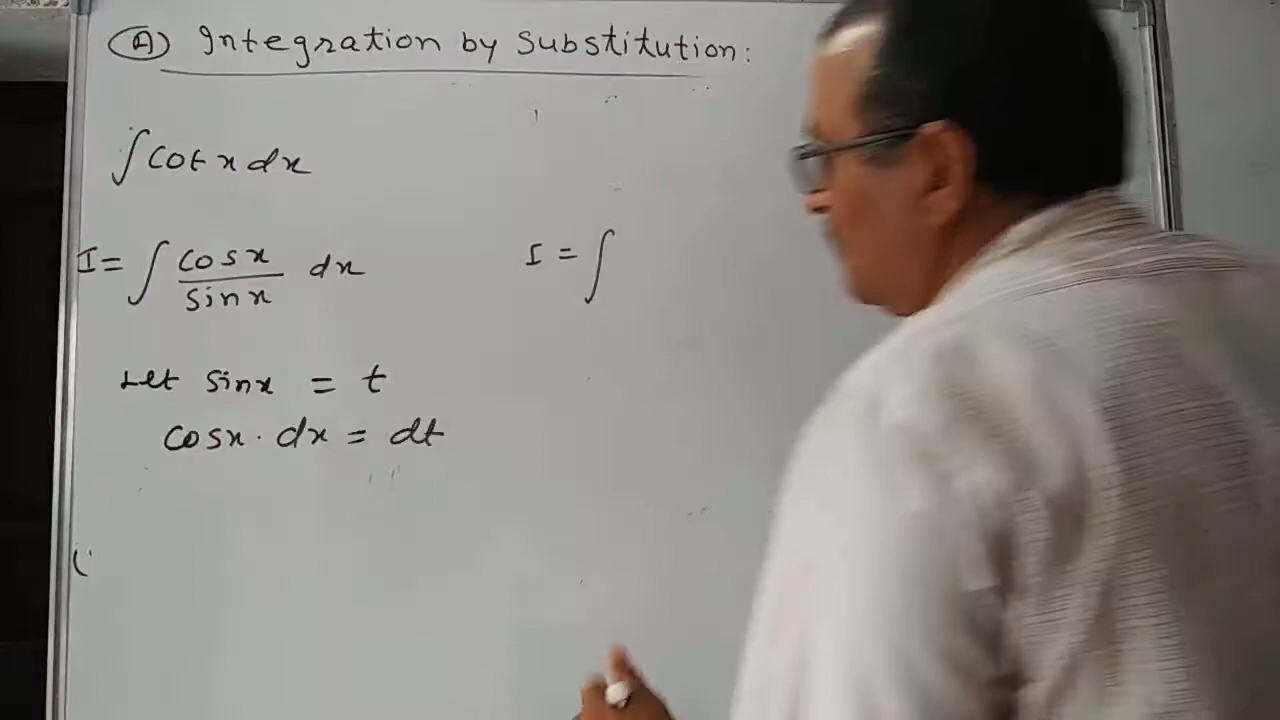 (A) Integration by Substitution:
∫ cot x dx
I = ∫ cos x / sin x dx
Let sin x = t
cos x · dx = dt
I = ∫
(